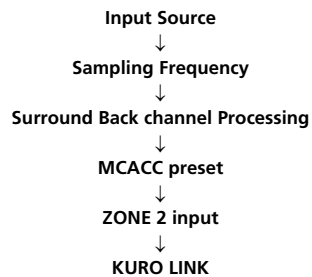 Input Source
↓
Sampling Frequency
↓
Surround Back channel Processing
↓
MCACC preset
↓
ZONE 2 input
↓
KURO LINK